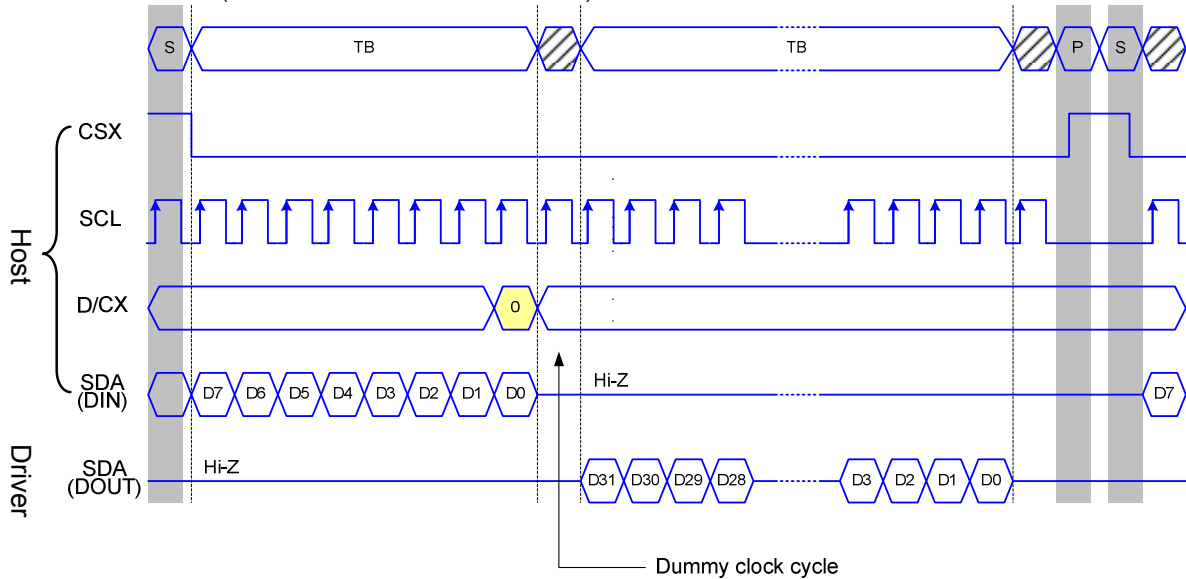 S TB TB P S
CSX
SCL
D/CX 0
SDA
(DIN) D7 D6 D5 D4 D3 D2 D1 D0 Hi-Z D7
SDA
(DOUT) Hi-Z D31 D30 D29 D28 D3 D2 D1 D0
Host
Driver
Dummy clock cycle